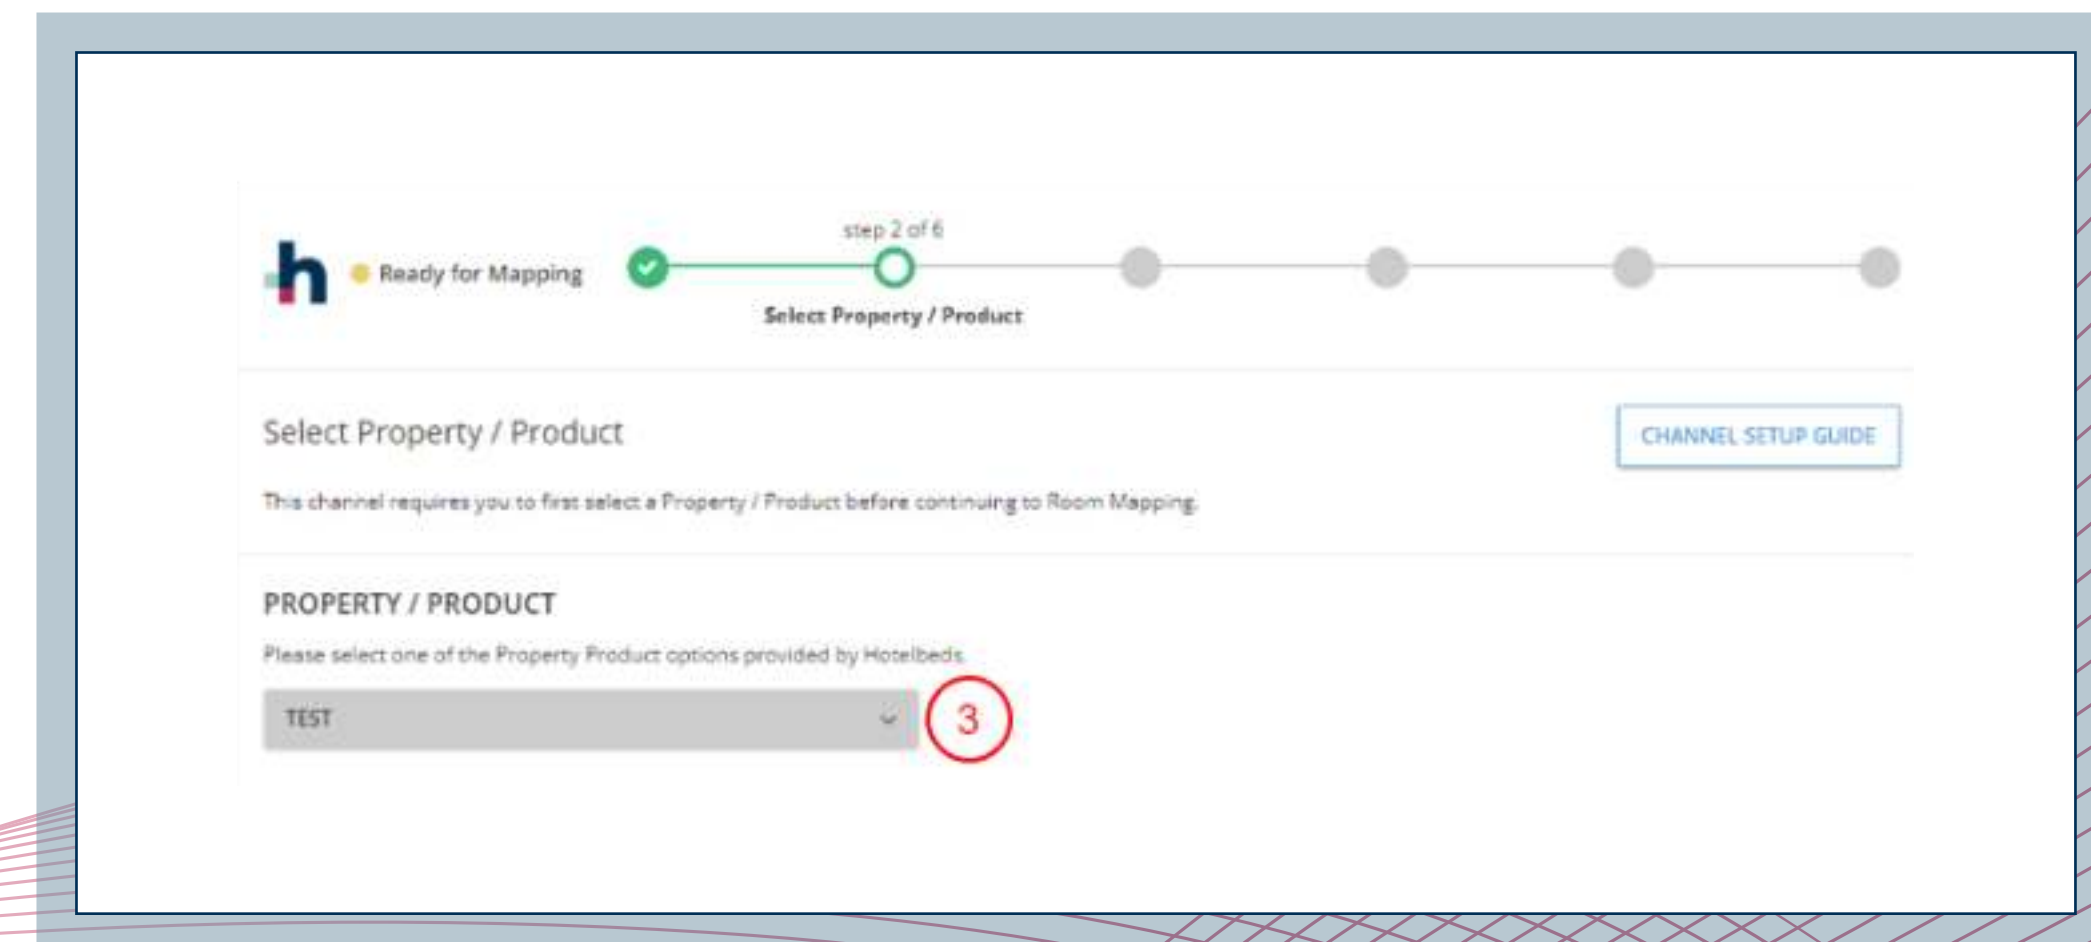 step 2 of 6
h
Ready for Mapping
Select Property / Product
Select Property / Product
CHANNEL SETUP GUIDE
This channel requires you to first select a Property / Product before continuing to Room Mapping.
PROPERTY / PRODUCT
Please select one of the Property Product options provided by Hotelbeds.
TEST
3